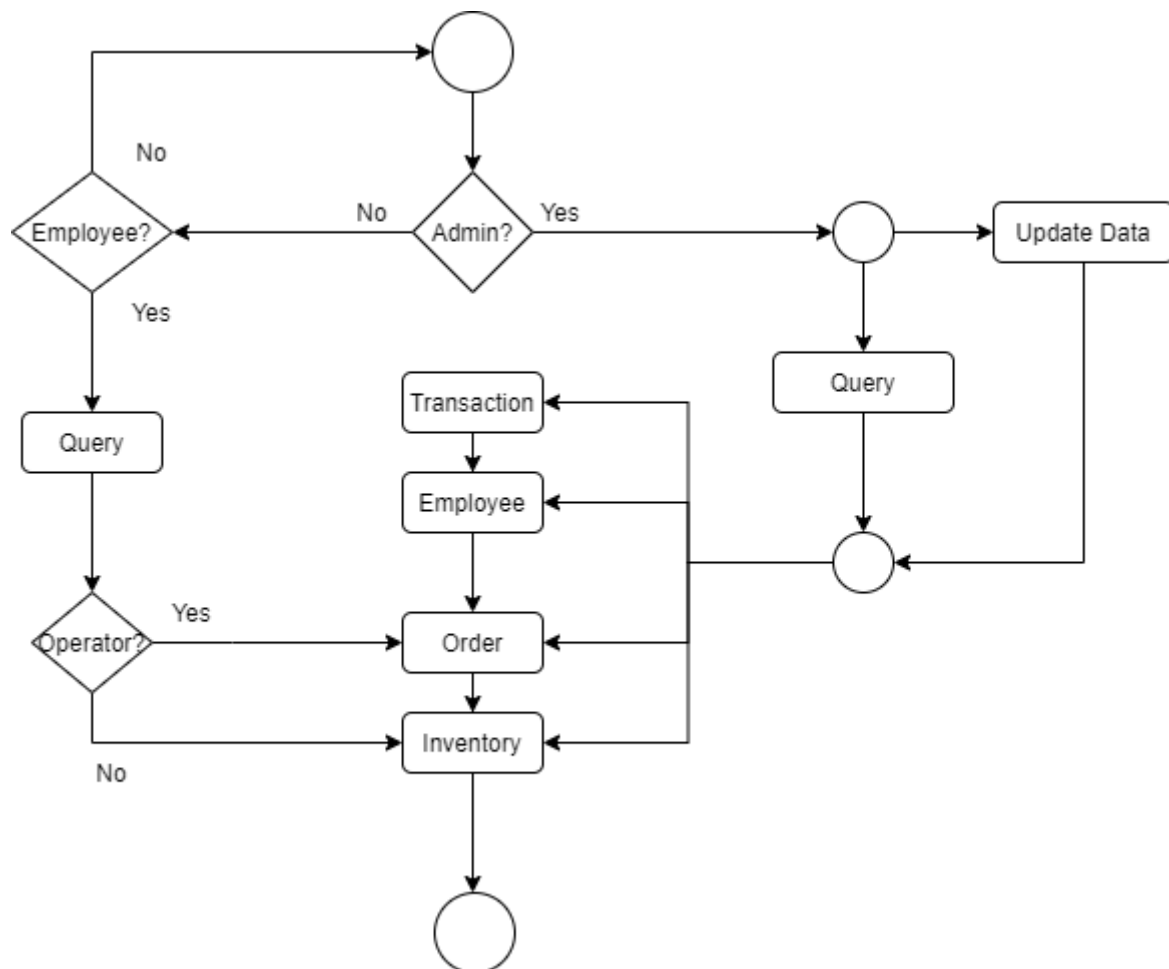 No
No
Yes
Employee?
Admin?
Update Data
Yes
Transaction
Query
Query
Employee
Yes
Operator?
Order
Inventory
No